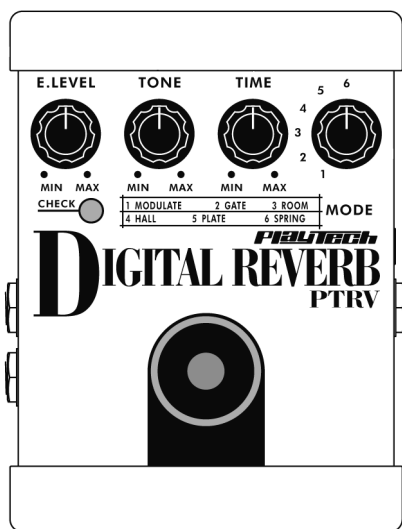 E.LEVEL TONE TIME
6
5
4
3
2
1
MIN MAX MIN MAX MIN MAX
CHECK
1 MODULATE 2 GATE 3 ROOM
4 HALL 5 PLATE 6 SPRING
MODE
PLAYTECH
DIGITAL REVERB
PTRV